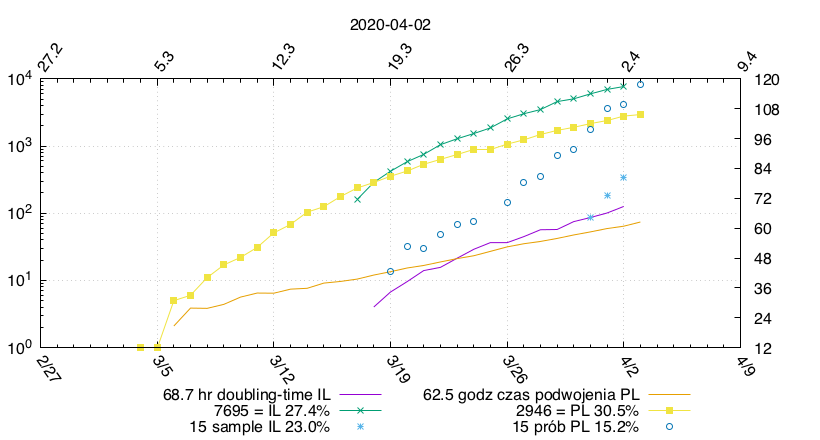 2020-04-02
27.2 5.3 12.3 19.3 26.3 2.4 9.4
10^4 120
108
10^3 96
84
10^2 72
60
10^1 48
36
24
10^0 12
2/27 3/5 3/12 3/19 3/26 4/2 4/9
68.7 hr doubling-time IL 62.5 godz czas podwojenia PL
7695 = IL 27.4% 2946 = PL 30.5%
15 sample IL 23.0% 15 prób PL 15.2%